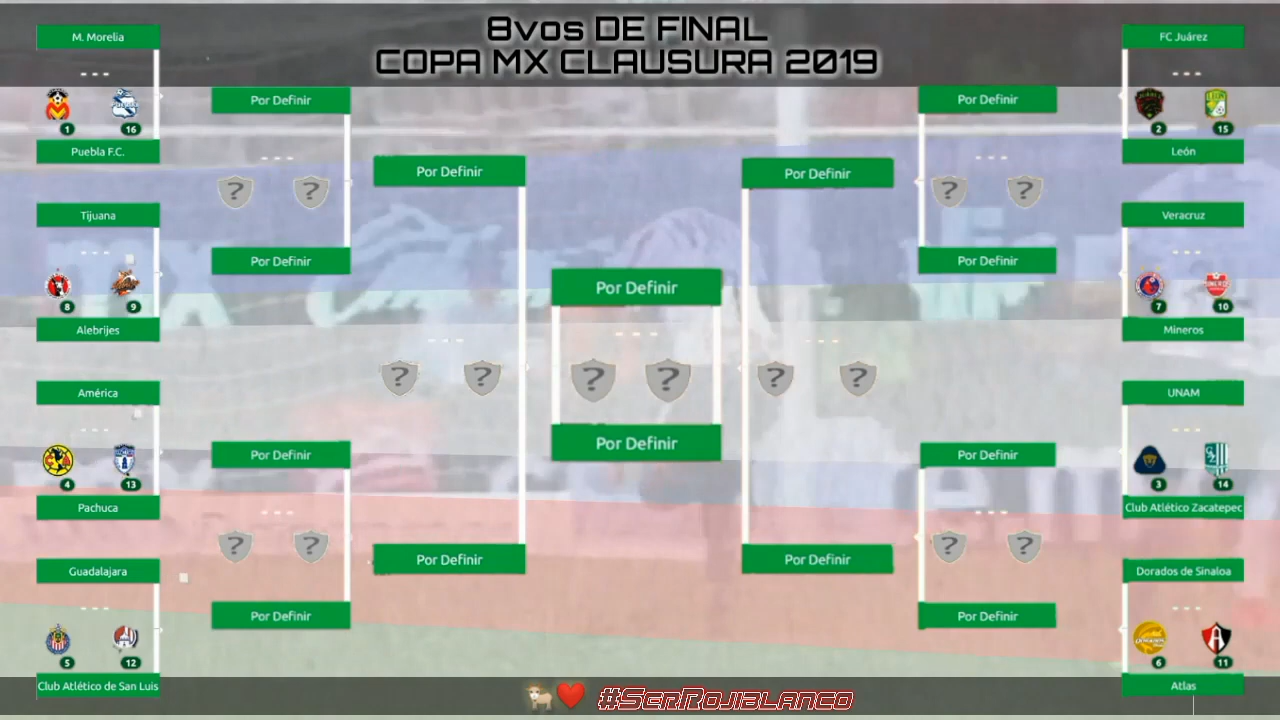 8vos DE FINAL
COPA MX CLAUSURA 2019
M. Morelia
- - -
1 16
Puebla F.C.
Tijuana
- - -
8 9
Alebrijes
América
- - -
4 13
Pachuca
Guadalajara
- - -
5 12
Club Atlético de San Luis
Por Definir
- - -
? ?
Por Definir
Por Definir
- - -
? ?
Por Definir
Por Definir
- - -
? ?
Por Definir
Por Definir
- - -
? ?
Por Definir
Por Definir
- - -
? ?
Por Definir
Por Definir
- - -
? ?
Por Definir
Por Definir
- - -
? ?
Por Definir
FC Juárez
- - -
2 15
León
Veracruz
- - -
7 10
Mineros
UNAM
- - -
3 14
Club Atlético Zacatepec
Dorados de Sinaloa
- - -
6 11
Atlas
#SerRojiblanco